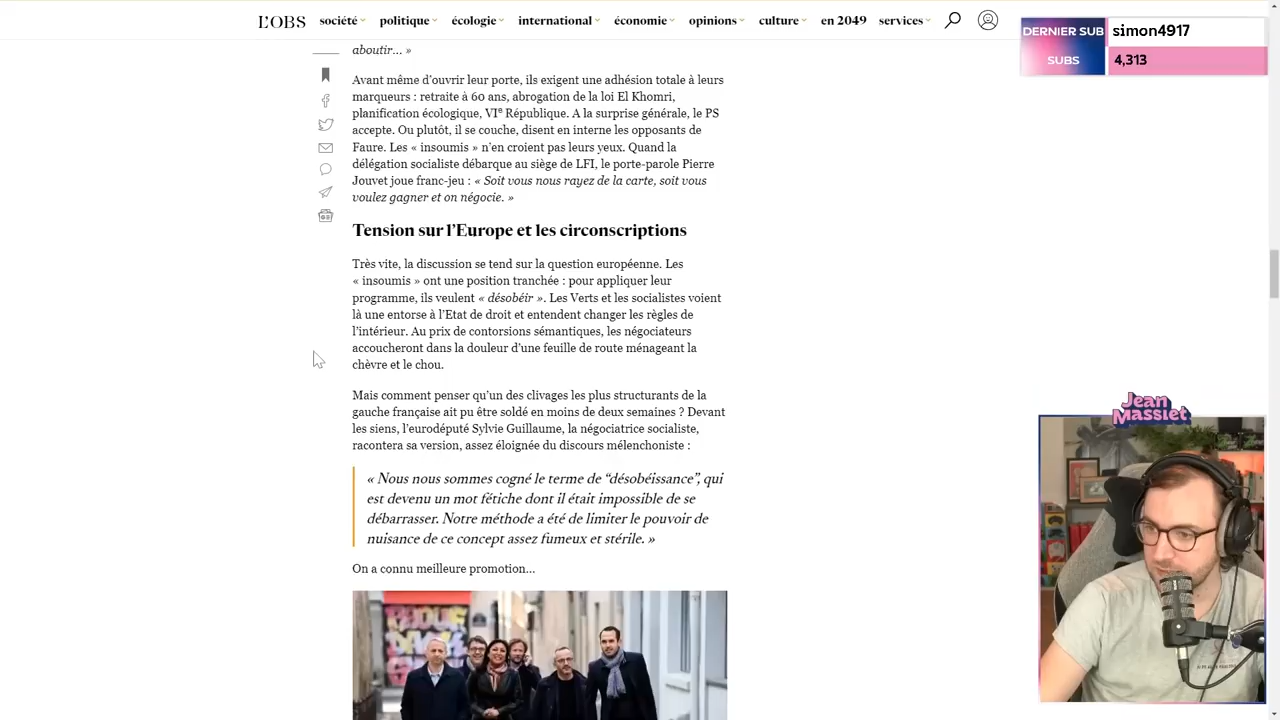 L'OBS société politique écologie international économie opinions culture en 2049 services
DERNIER SUB simon4917
SUBS 4,313
aboutir… »
Avant même d'ouvrir leur porte, ils exigent une adhésion totale à leurs
marqueurs : retraite à 60 ans, abrogation de la loi El Khomri,
planification écologique, VIe République. A la surprise générale, le PS
accepte. Ou plutôt, il se couche, disent en interne les opposants de
Faure. Les « insoumis » n'en croient pas leurs yeux. Quand la
délégation socialiste débarque au siège de LFI, le porte-parole Pierre
Jouvet joue franc-jeu : « Soit vous nous rayez de la carte, soit vous
voulez gagner et on négocie. »
Tension sur l'Europe et les circonscriptions
Très vite, la discussion se tend sur la question européenne. Les
« insoumis » ont une position tranchée : pour appliquer leur
programme, ils veulent « désobéir ». Les Verts et les socialistes voient
là une entorse à l'Etat de droit et entendent changer les règles de
l'intérieur. Au prix de contorsions sémantiques, les négociateurs
accoucheront dans la douleur d'une feuille de route ménageant la
chèvre et le chou.
Mais comment penser qu'un des clivages les plus structurants de la
gauche française ait pu être soldé en moins de deux semaines ? Devant
les siens, l'eurodéputé Sylvie Guillaume, la négociatrice socialiste,
racontera sa version, assez éloignée du discours mélenchoniste :
« Nous nous sommes cogné le terme de “désobéissance”, qui
est devenu un mot fétiche dont il était impossible de se
débarrasser. Notre méthode a été de limiter le pouvoir de
nuisance de ce concept assez fumeux et stérile. »
On a connu meilleure promotion…
Jean
Massiet